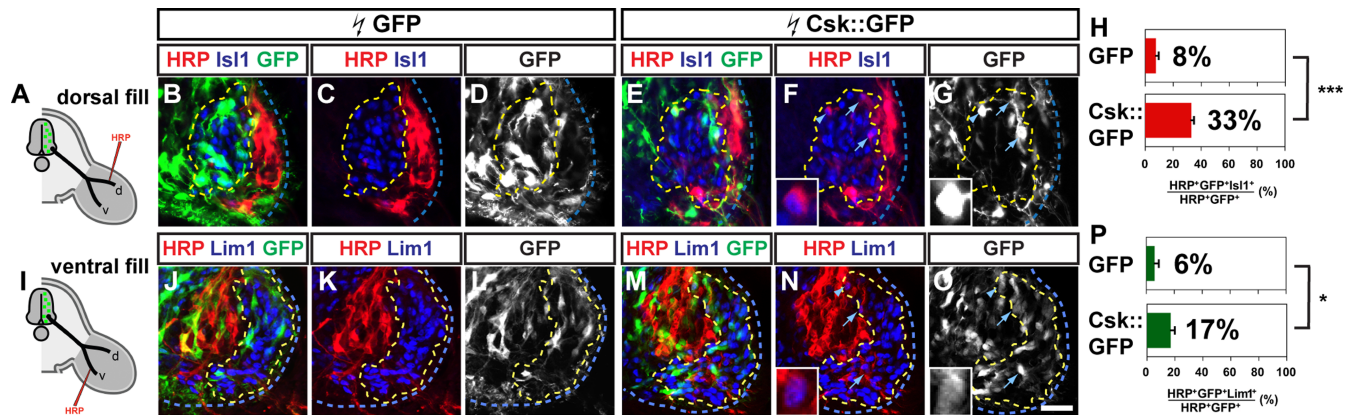 GFP
Csk::GFP
HRP Isl1 GFP
HRP Isl1
GFP
HRP Isl1 GFP
HRP Isl1
GFP
A
dorsal fill
HRP
d
v
B
C
D
E
F
G
H
GFP
8%
Csk::
GFP
33%
***
0 20 40 60 80 100
HRP⁺GFP⁺Isl1⁺
HRP⁺GFP⁺ (%)
HRP Lim1 GFP
HRP Lim1
GFP
HRP Lim1 GFP
HRP Lim1
GFP
I
ventral fill
d
v
HRP
J
K
L
M
N
O
P
GFP
6%
Csk::
GFP
17%
*
0 20 40 60 80 100
HRP⁺GFP⁺Lim1⁺
HRP⁺GFP⁺ (%)